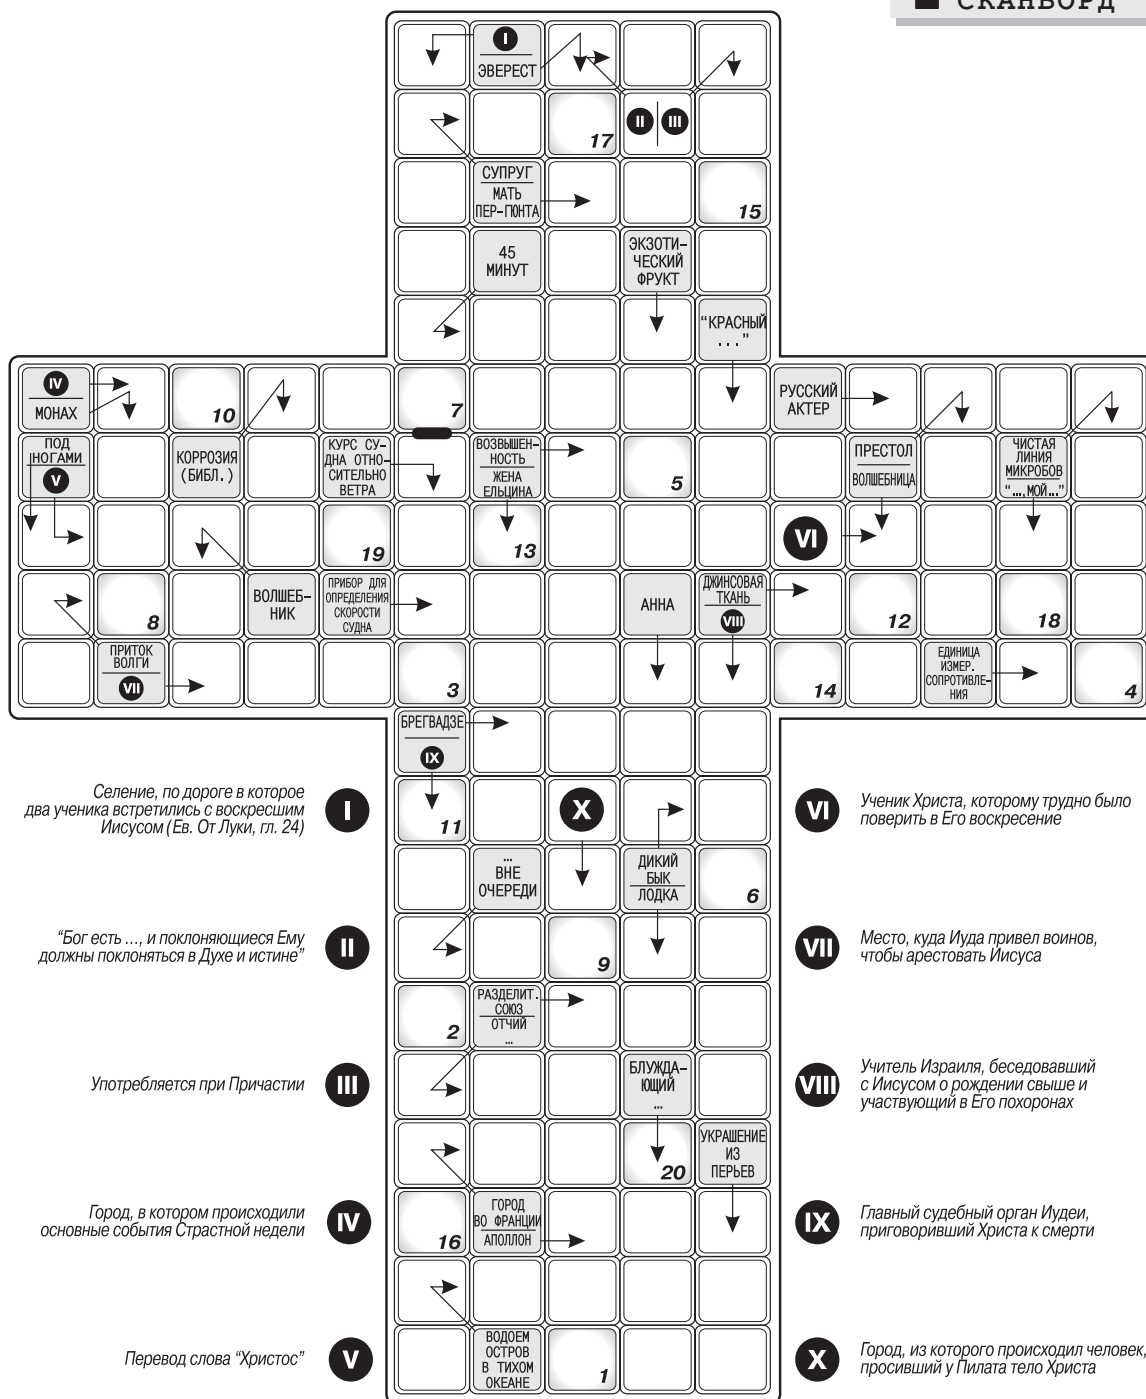 ■ СКАНВОРД
I
ЭВЕРЕСТ
17
II III
СУПРУГ
МАТЬ
ПЕР-ГЮНТА
15
45
МИНУТ
ЭКЗОТИ-
ЧЕСКИЙ
ФРУКТ
"КРАСНЫЙ
..."
IV
МОНАХ
10
7
РУССКИЙ
АКТЕР
ПОД
НОГАМИ
V
КОРРОЗИЯ
(БИБЛ.)
КУРС СУ-
ДНА ОТНО-
СИТЕЛЬНО
ВЕТРА
ВОЗВЫШЕН-
НОСТЬ
ЖЕНА
ЕЛЬЦИНА
5
ПРЕСТОЛ
ВОЛШЕБНИЦА
ЧИСТАЯ
ЛИНИЯ
МИКРОБОВ
"...,МОЙ..."
19
13
VI
8
ВОЛШЕБ-
НИК
ПРИБОР ДЛЯ
ОПРЕДЕЛЕНИЯ
СКОРОСТИ
СУДНА
АННА
ДЖИНСОВАЯ
ТКАНЬ
VIII
12
18
ПРИТОК
ВОЛГИ
VII
3
14
ЕДИНИЦА
ИЗМЕР.
СОПРОТИВЛЕ-
НИЯ
4
БРЕГВАДЗЕ
IX
11
X
...
ВНЕ
ОЧЕРЕДИ
ДИКИЙ
БЫК
ЛОДКА
6
9
2
РАЗДЕЛИТ.
СОЮЗ
ОТЧИЙ
...
БЛУЖДА-
ЮЩИЙ
...
20
УКРАШЕНИЕ
ИЗ
ПЕРЬЕВ
16
ГОРОД
ВО ФРАНЦИИ
АПОЛЛОН
ВОДОЕМ
ОСТРОВ
В ТИХОМ
ОКЕАНЕ
1
Селение, по дороге в которое
два ученика встретились с воскресшим
Иисусом (Ев. От Луки, гл. 24)
I
"Бог есть ..., и поклоняющиеся Ему
должны поклоняться в Духе и истине"
II
Употребляется при Причастии
III
Город, в котором происходили
основные события Страстной недели
IV
Перевод слова "Христос"
V
VI
Ученик Христа, которому трудно было
поверить в Его воскресение
VII
Место, куда Иуда привел воинов,
чтобы арестовать Иисуса
VIII
Учитель Израиля, беседовавший
с Иисусом о рождении свыше и
участвующий в Его похоронах
IX
Главный судебный орган Иудеи,
приговоривший Христа к смерти
X
Город, из которого происходил человек,
просивший у Пилата тело Христа